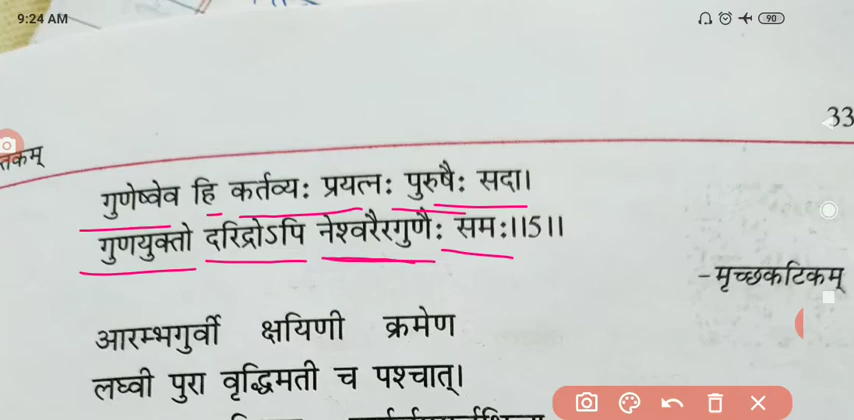 9:24 AM
90
33
तकम्
गुणेष्वेव हि कर्तव्यः प्रयत्नः पुरुषैः सदा।
गुणयुक्तो दरिद्रोऽपि नेश्वरैरगुणैः समः।।5।।
-मृच्छकटिकम्
आरम्भगुर्वी क्षयिणी क्रमेण
लघ्वी पुरा वृद्धिमती च पश्चात्।